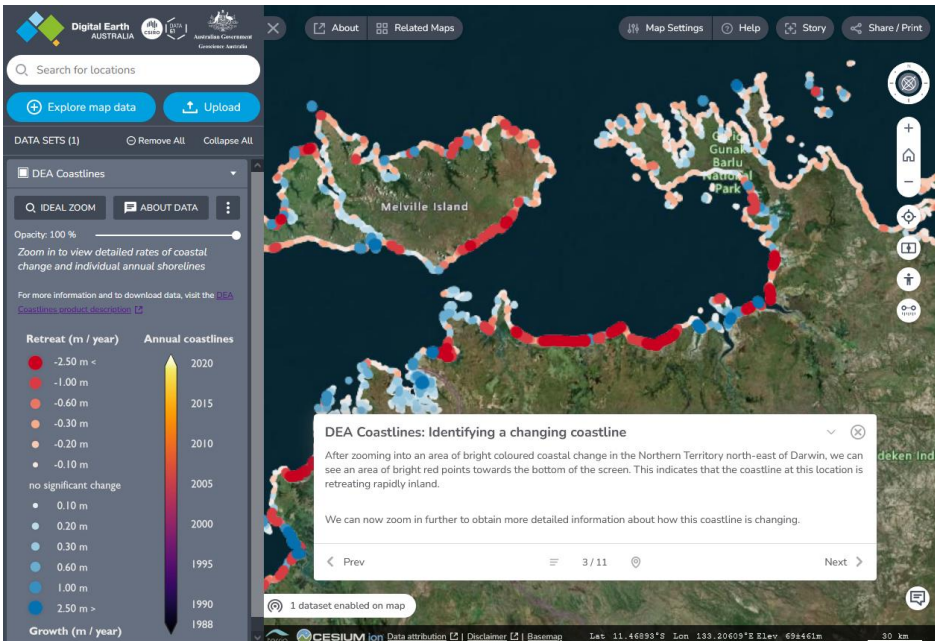 Digital Earth
AUSTRALIA
CSIRO
DATA
61
Australian Government
Geoscience Australia
About
Related Maps
Map Settings
Help
Story
Share / Print
Search for locations
Explore map data
Upload
DATA SETS (1)
Remove All
Collapse All
DEA Coastlines
IDEAL ZOOM
ABOUT DATA
Opacity: 100 %
Zoom in to view detailed rates of coastal
change and individual annual shorelines
For more information and to download data, visit the DEA
Coastlines product description
Retreat (m / year)
-2.50 m <
-1.00 m
-0.60 m
-0.30 m
-0.20 m
-0.10 m
no significant change
0.10 m
0.20 m
0.30 m
0.60 m
1.00 m
2.50 m >
Growth (m / year)
Annual coastlines
2020
2015
2010
2005
2000
1995
1990
1988
Melville Island
Gunak
Barlu
National
Park
deken Ind
DEA Coastlines: Identifying a changing coastline
After zooming into an area of bright coloured coastal change in the Northern Territory north-east of Darwin, we can
see an area of bright red points towards the bottom of the screen. This indicates that the coastline at this location is
retreating rapidly inland.
We can now zoom in further to obtain more detailed information about how this coastline is changing.
Prev
3 / 11
Next
1 dataset enabled on map
CESIUM ion
Data attribution | Disclaimer | Basemap
Lat 11.46893°S Lon 133.20609°E Elev 69±461m
30 km